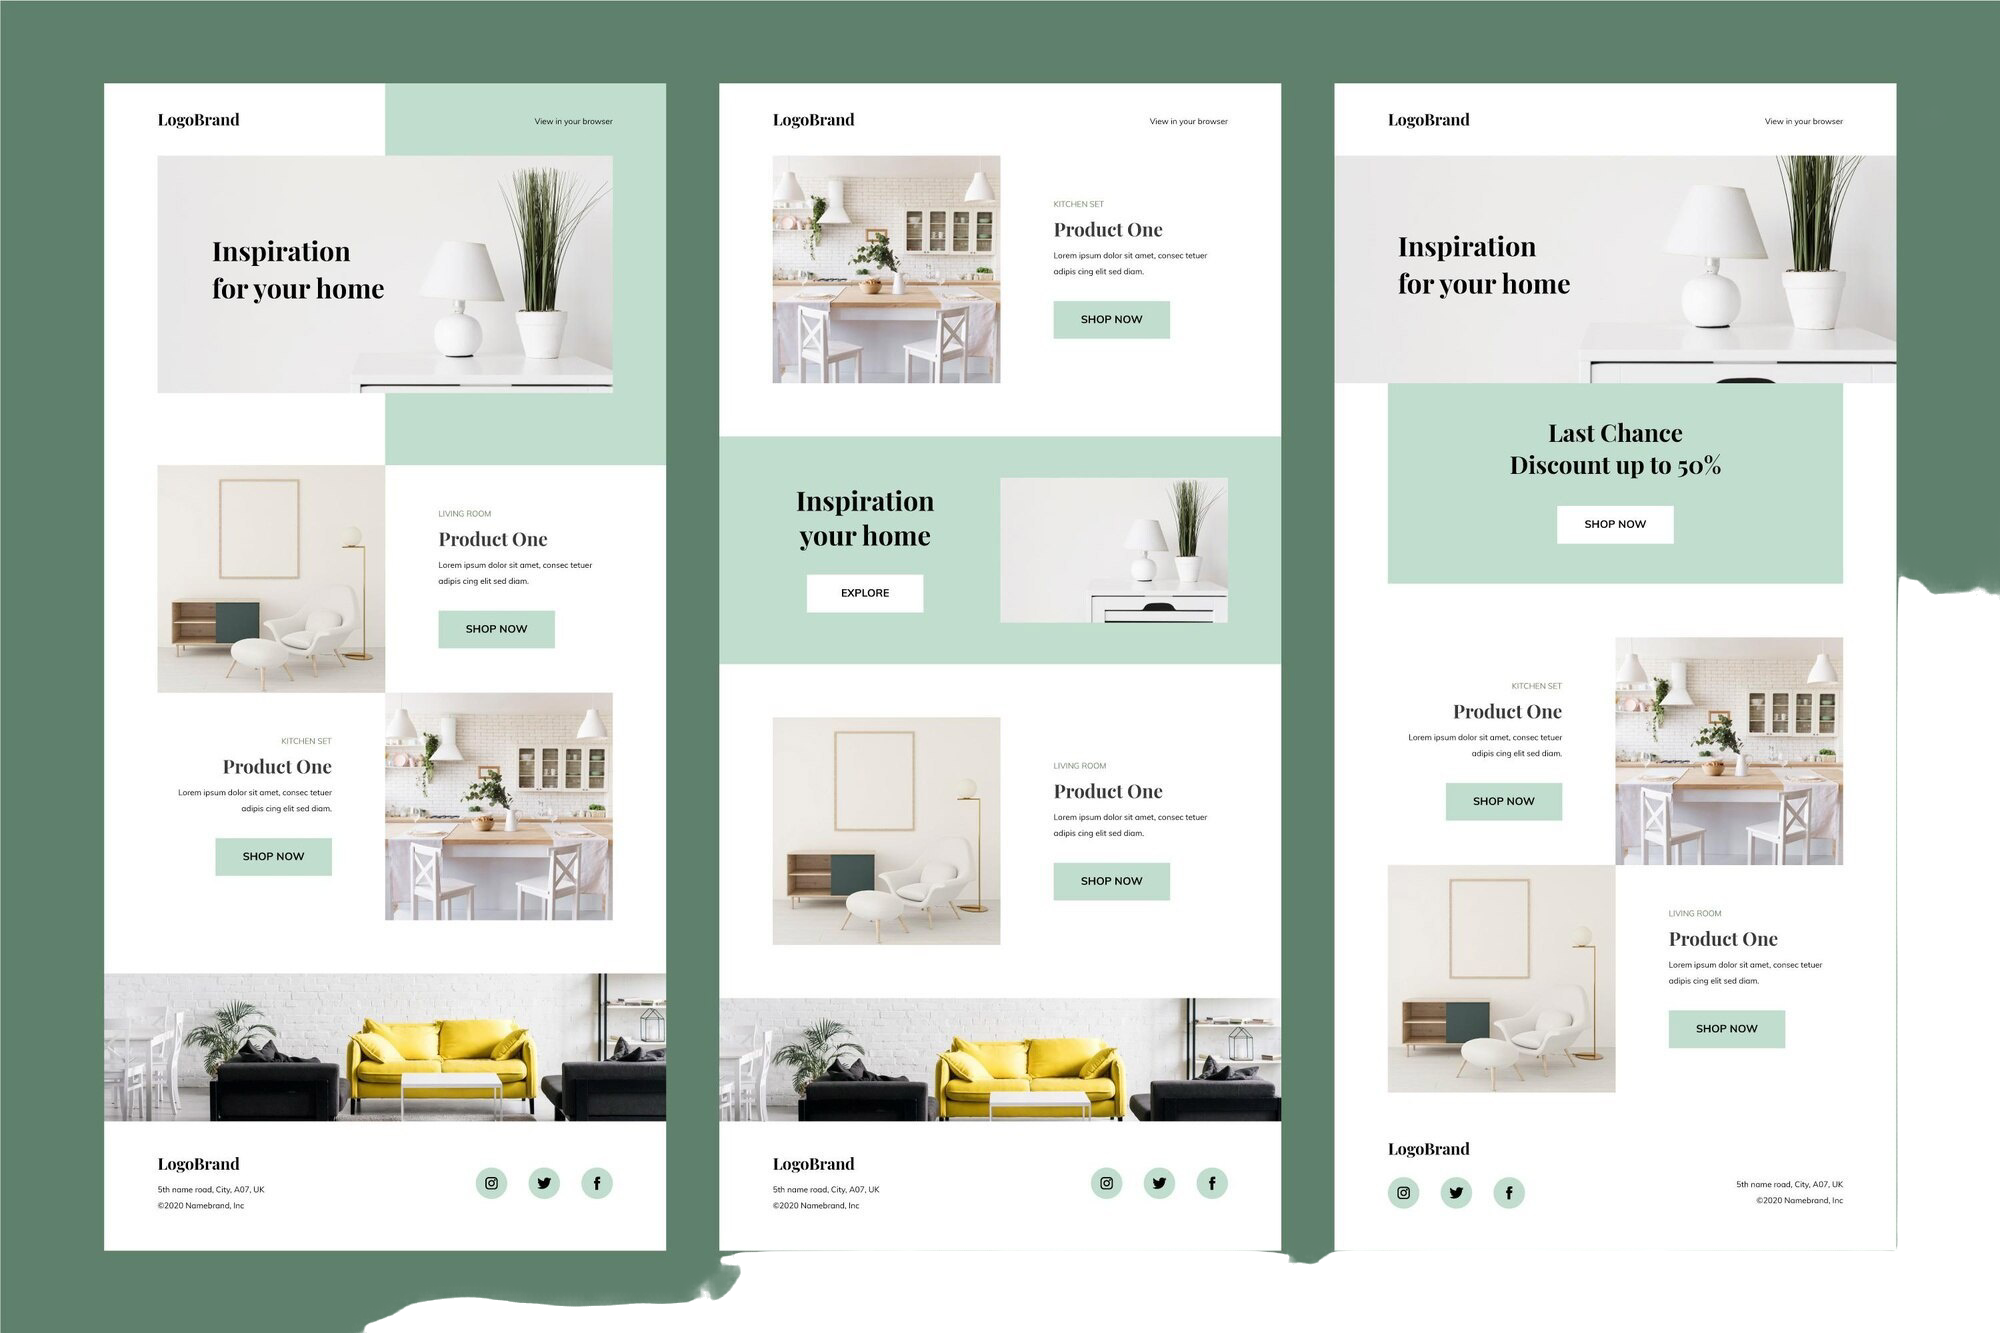 LogoBrand
View in your browser
Inspiration
for your home
LIVING ROOM
Product One
Lorem ipsum dolor sit amet, consec tetuer
adipis cing elit sed diam.
SHOP NOW
KITCHEN SET
Product One
Lorem ipsum dolor sit amet, consec tetuer
adipis cing elit sed diam.
SHOP NOW
LogoBrand
5th name road, City, A07, UK
©2020 Namebrand, Inc
LogoBrand
View in your browser
KITCHEN SET
Product One
Lorem ipsum dolor sit amet, consec tetuer
adipis cing elit sed diam.
SHOP NOW
Inspiration
your home
EXPLORE
LIVING ROOM
Product One
Lorem ipsum dolor sit amet, consec tetuer
adipis cing elit sed diam.
SHOP NOW
LogoBrand
5th name road, City, A07, UK
©2020 Namebrand, Inc
LogoBrand
View in your browser
Inspiration
for your home
Last Chance
Discount up to 50%
SHOP NOW
KITCHEN SET
Product One
Lorem ipsum dolor sit amet, consec tetuer
adipis cing elit sed diam.
SHOP NOW
LIVING ROOM
Product One
Lorem ipsum dolor sit amet, consec tetuer
adipis cing elit sed diam.
SHOP NOW
LogoBrand
5th name road, City, A07, UK
©2020 Namebrand, Inc